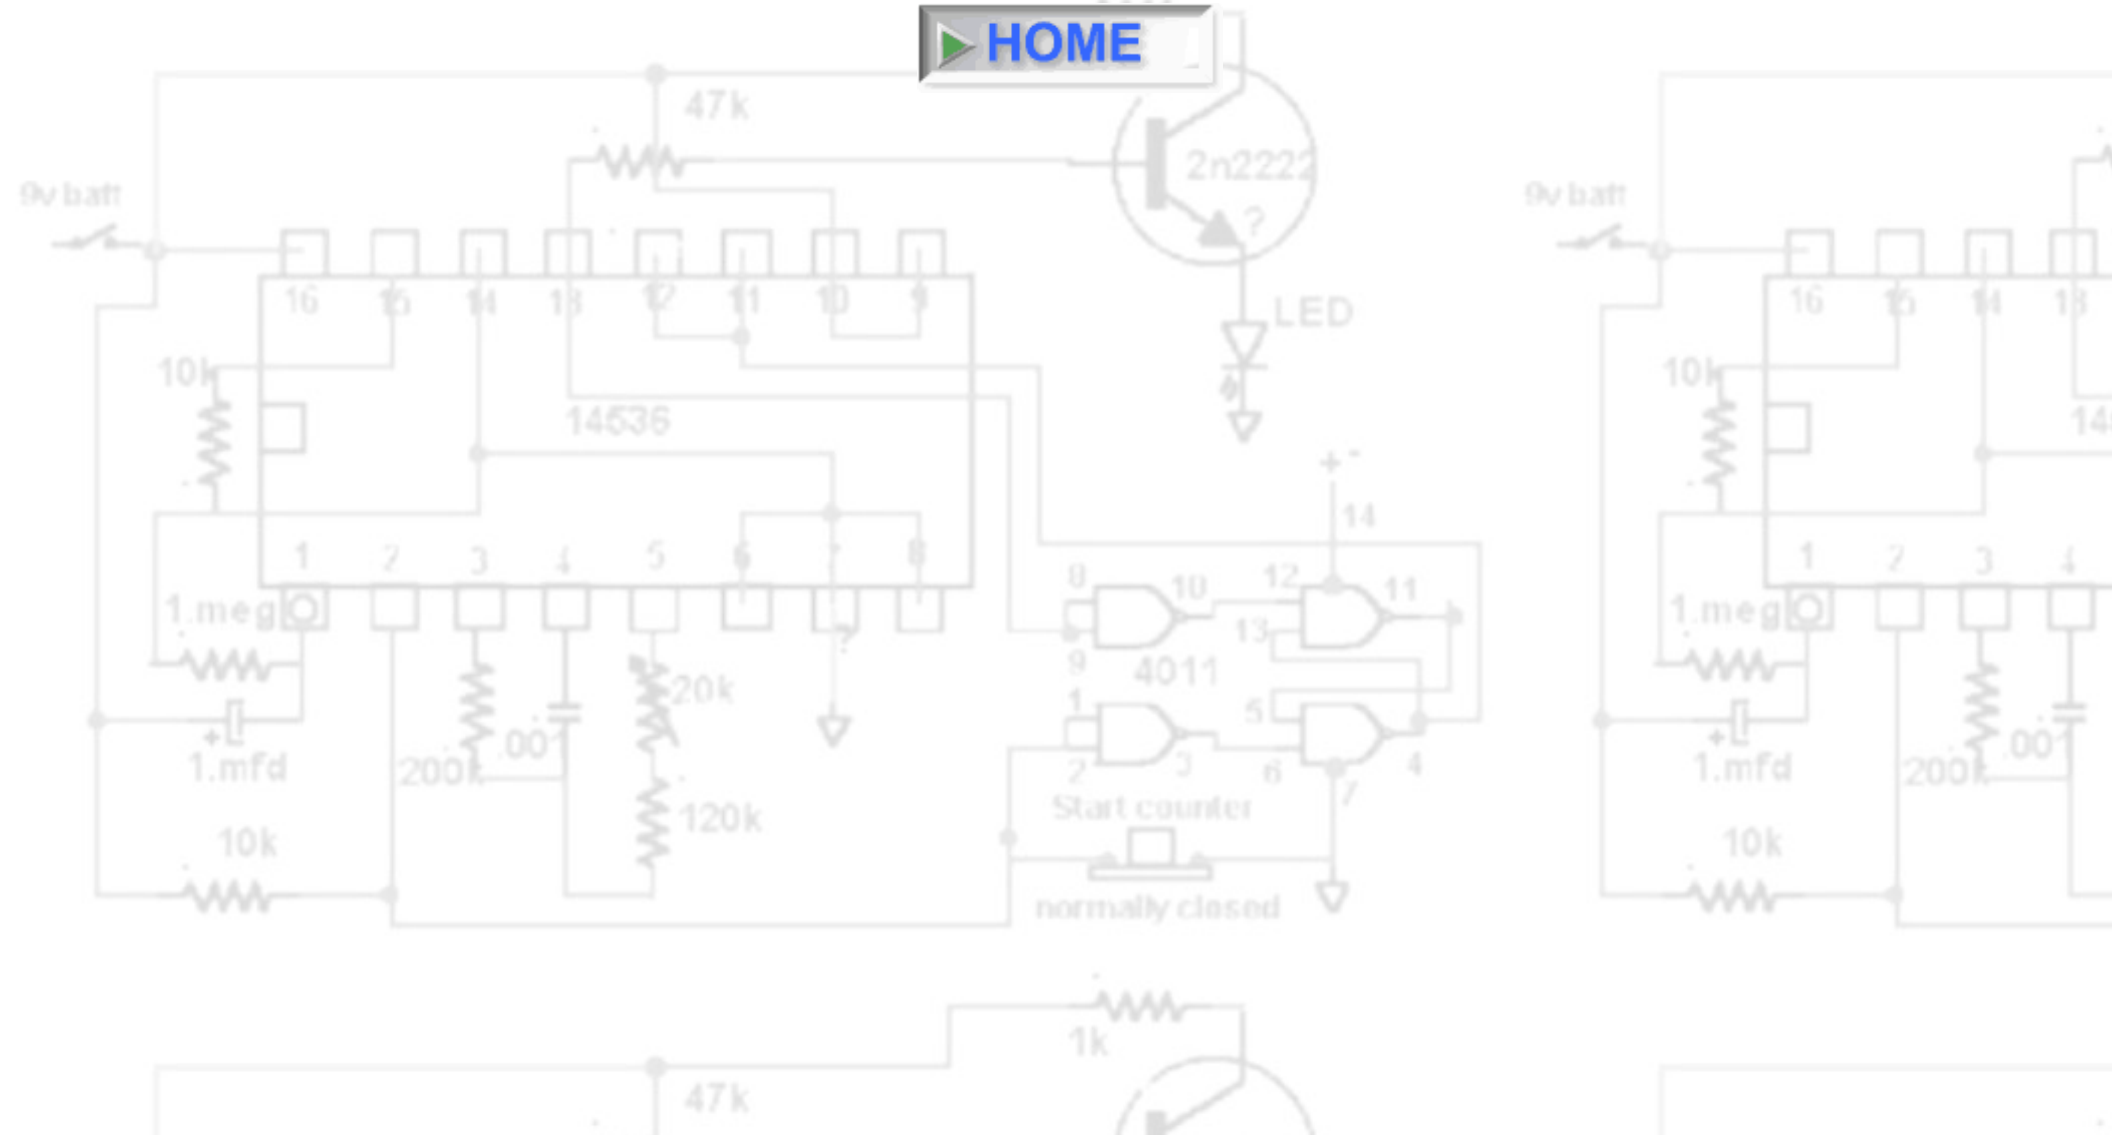 HOME
47k
2n2222
?
9v batt
9v batt
LED
16 15 14 13 12 11 10 9
16 15 14 13
10k
10k
14536
+ -
14
1 2 3 4 5 6 8
1 2 3 4
8 10 12 11
1.meg
1.meg
?
9 4011 13
20k
1 5
.001
.00
+
+
1.mfd
200k
2 3 6 4
7
1.mfd
200k
Start counter
120k
10k
10k
normally closed
1k
47k